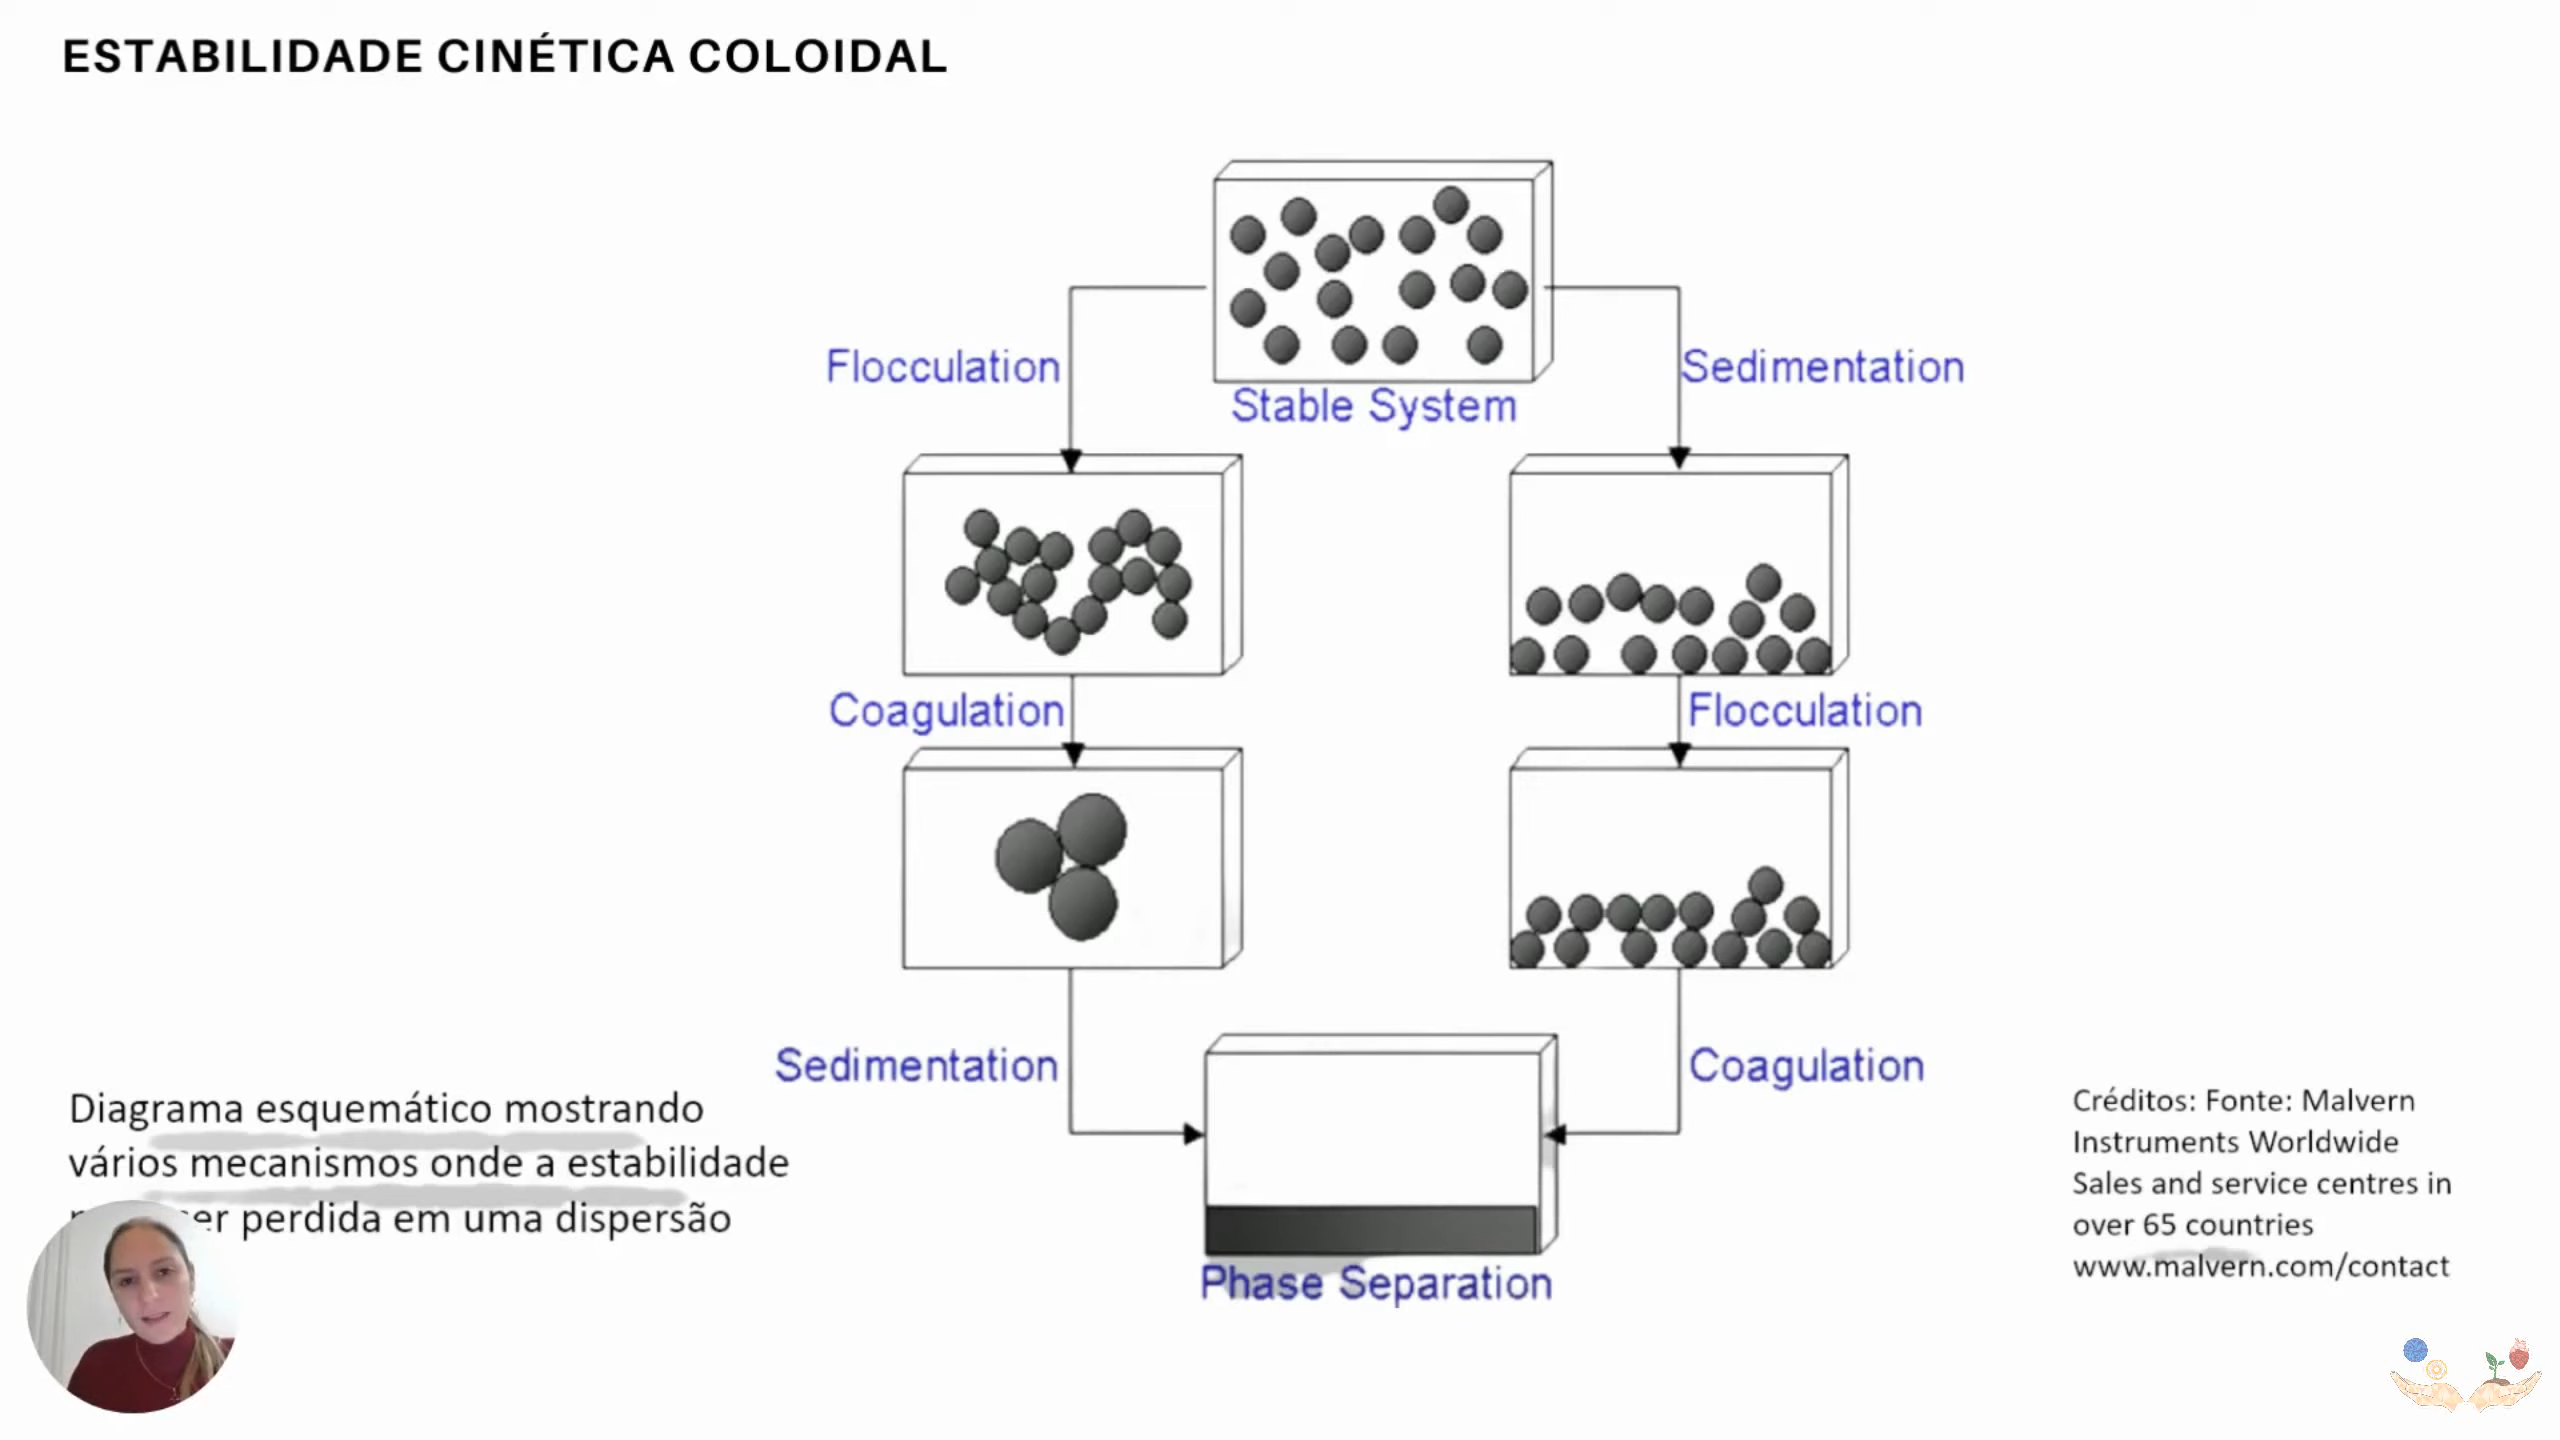 ESTABILIDADE CINÉTICA COLOIDAL
Stable System
Flocculation
Sedimentation
Coagulation
Flocculation
Sedimentation
Coagulation
Phase Separation
Diagrama esquemático mostrando
vários mecanismos onde a estabilidade
perdida em uma dispersão
Créditos: Fonte: Malvern
Instruments Worldwide
Sales and service centres in
over 65 countries
www.malvern.com/contact